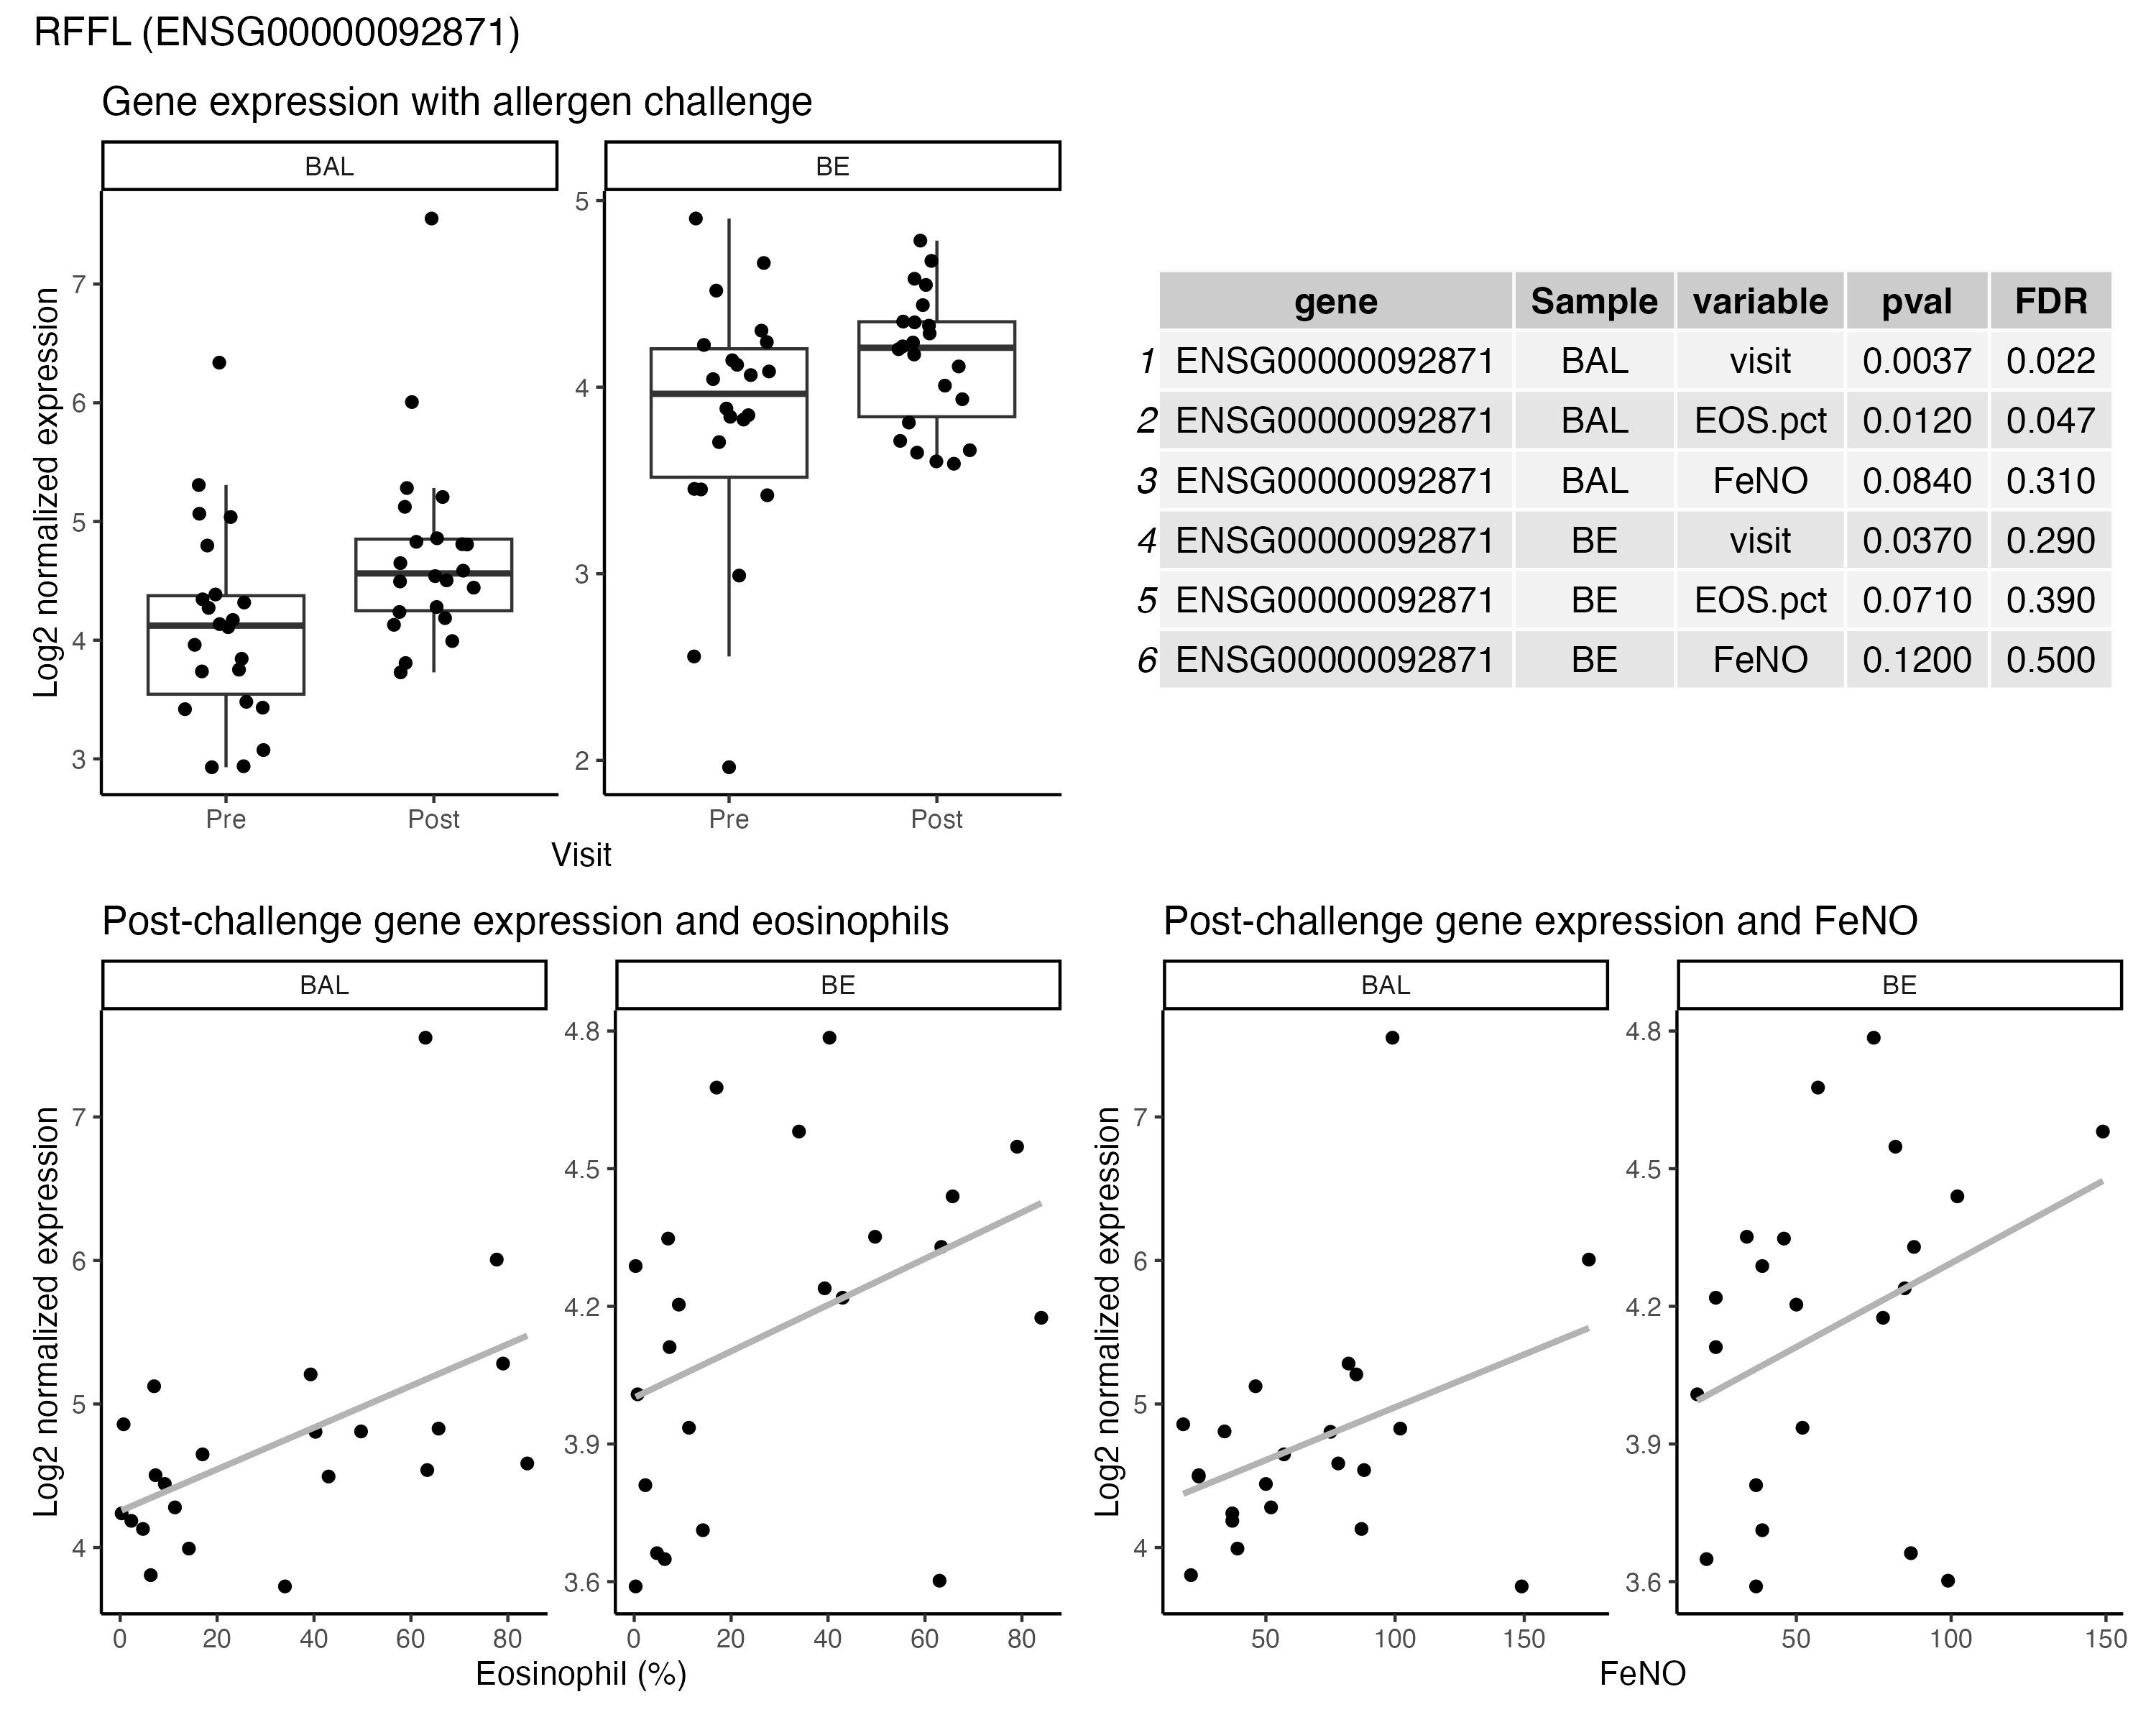 RFFL (ENSG00000092871)
Gene expression with allergen challenge
BAL
BE
Log2 normalized expression
7
6
5
4
3
5
4
3
2
Pre
Post
Pre
Post
Visit
gene Sample variable pval FDR
1 ENSG00000092871 BAL visit 0.0037 0.022
2 ENSG00000092871 BAL EOS.pct 0.0120 0.047
3 ENSG00000092871 BAL FeNO 0.0840 0.310
4 ENSG00000092871 BE visit 0.0370 0.290
5 ENSG00000092871 BE EOS.pct 0.0710 0.390
6 ENSG00000092871 BE FeNO 0.1200 0.500
Post-challenge gene expression and eosinophils
BAL
BE
Log2 normalized expression
7
6
5
4
4.8
4.5
4.2
3.9
3.6
0 20 40 60 80
0 20 40 60 80
Eosinophil (%)
Post-challenge gene expression and FeNO
BAL
BE
Log2 normalized expression
7
6
5
4
4.8
4.5
4.2
3.9
3.6
50 100 150
50 100 150
FeNO